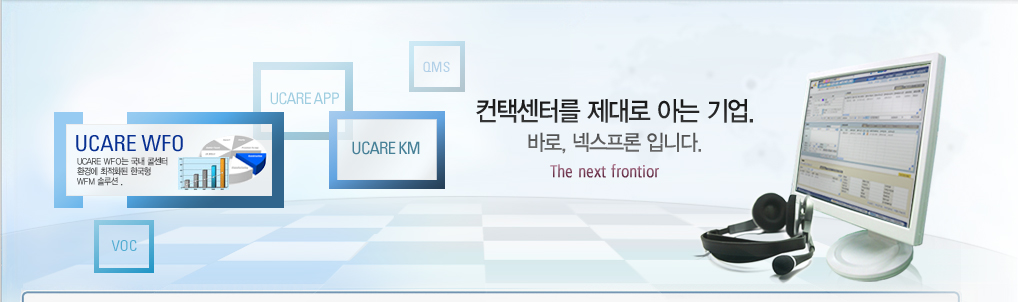 QMS
UCARE APP
UCARE WFO
UCARE WFO는 국내 콜센터
환경에 최적화된 한국형
WFM 솔루션 .
UCARE KM
VOC
컨택센터를 제대로 아는 기업.
바로, 넥스프론 입니다.
The next frontior